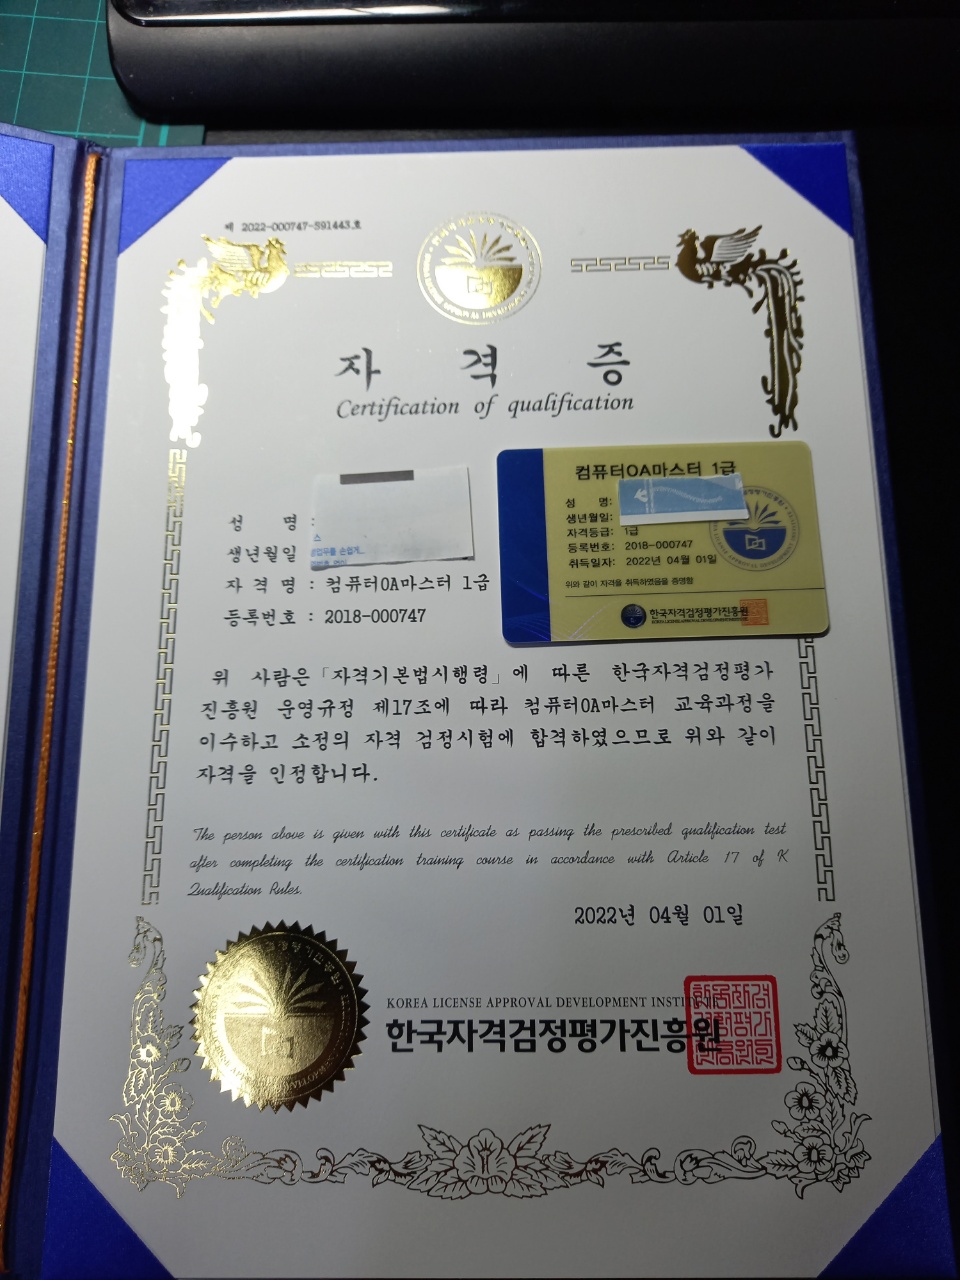 제 2022-000747-591443호
자 격 증
Certification of qualification
성 명 :
생년월일
자 격 명 : 컴퓨터OA마스터 1급
등록번호 : 2018-000747
컴퓨터OA마스터 1급
성 명:
생년월일:
자격등급: 1급
등록번호: 2018-000747
취득일자: 2022년 04월 01일
위와 같이 자격을 취득하였음을 증명함
한국자격검정평가진흥원
KOREA LICENSE APPROVAL DEVELOPMENT INSTITUTE
위 사람은「자격기본법시행령」에 따른 한국자격검정평가
진흥원 운영규정 제17조에 따라 컴퓨터OA마스터 교육과정을
이수하고 소정의 자격 검정시험에 합격하였으므로 위와 같이
자격을 인정합니다.
The person above is given with this certificate as passing the prescribed qualification test
after completing the certification training course in accordance with Article 17 of K
Qualification Rules.
2022년 04월 01일
KOREA LICENSE APPROVAL DEVELOPMENT INSTITUTE
한국자격검정평가진흥원